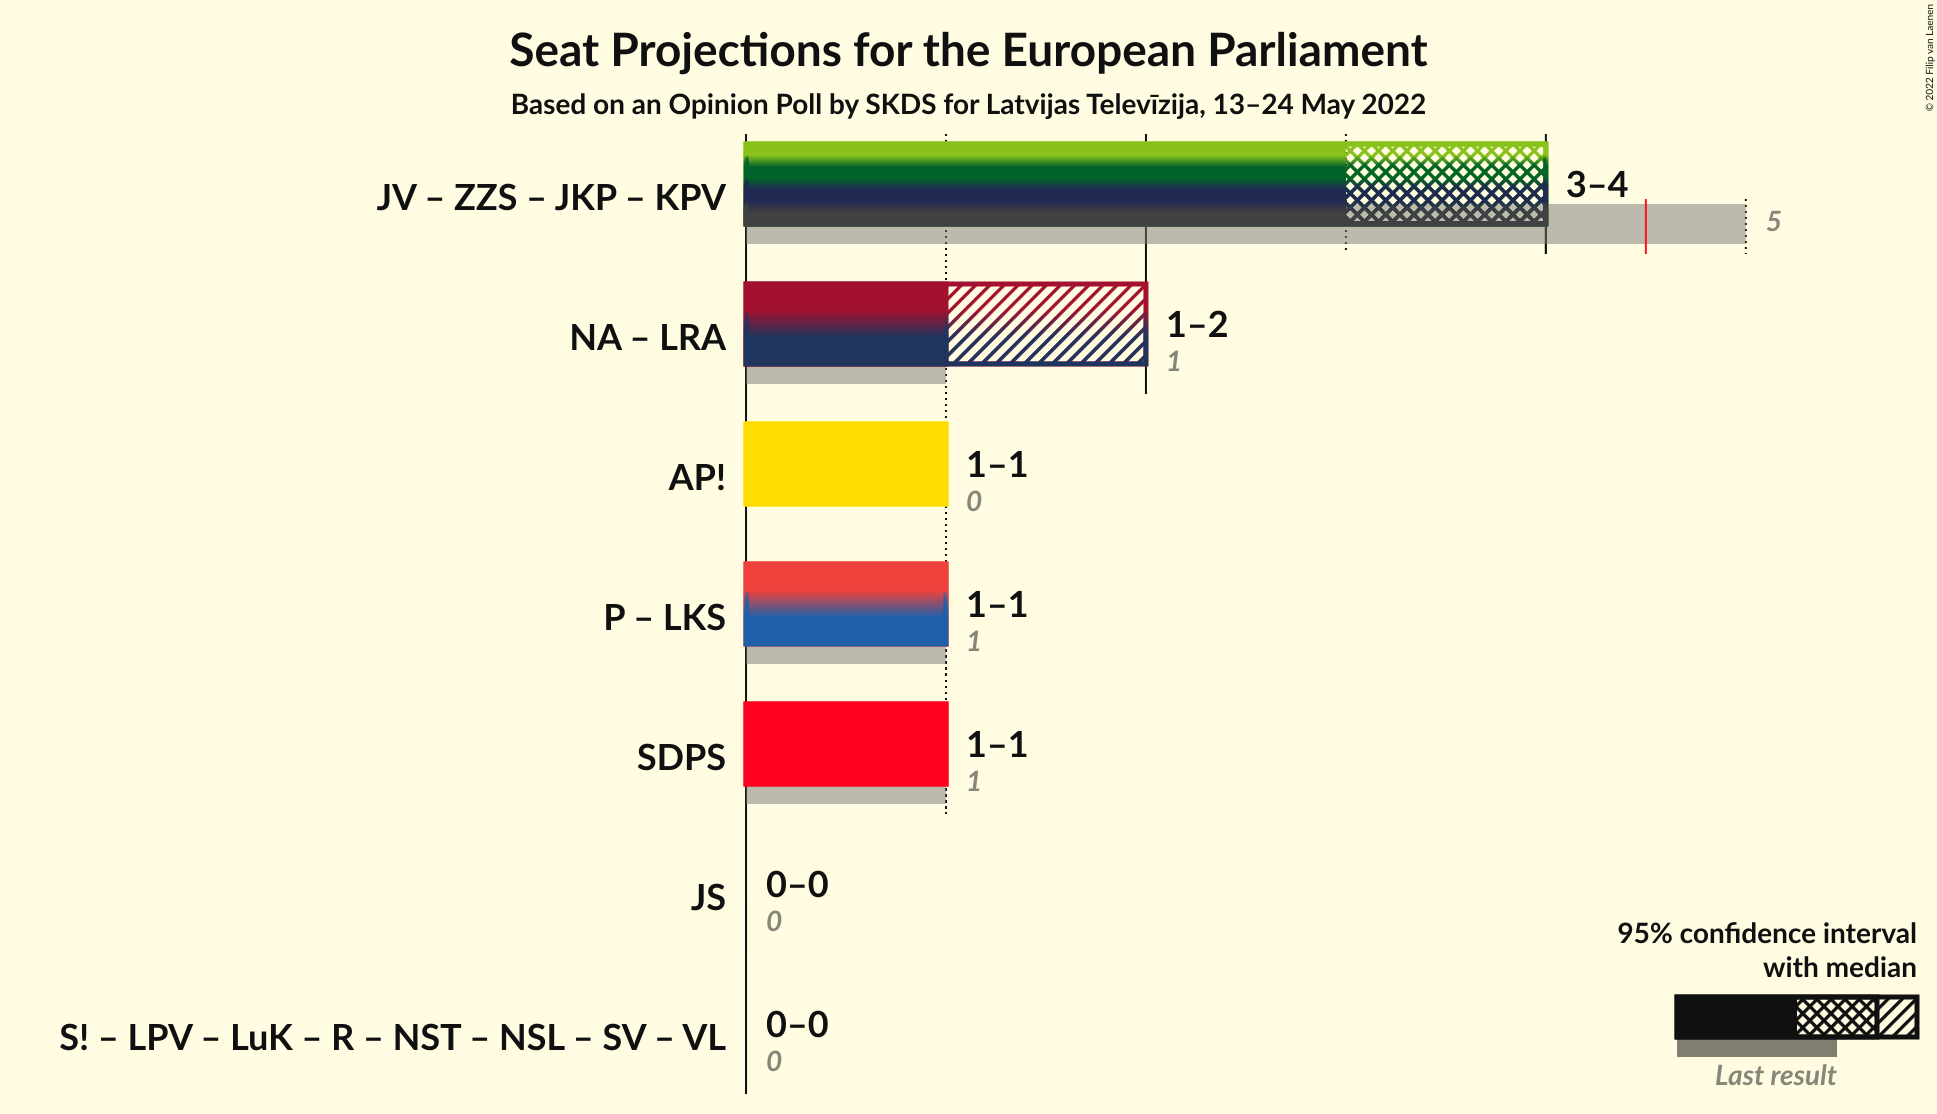 Seat Projections for the European Parliament
Based on an Opinion Poll by SKDS for Latvijas Televīzija, 13–24 May 2022
© 2022 Filip van Laenen
JV – ZZS – JKP – KPV
3–4
5
NA – LRA
1–2
1
AP!
1–1
0
P – LKS
1–1
1
SDPS
1–1
1
JS
0–0
0
S! – LPV – LuK – R – NST – NSL – SV – VL
0–0
0
95% confidence interval
with median
Last result